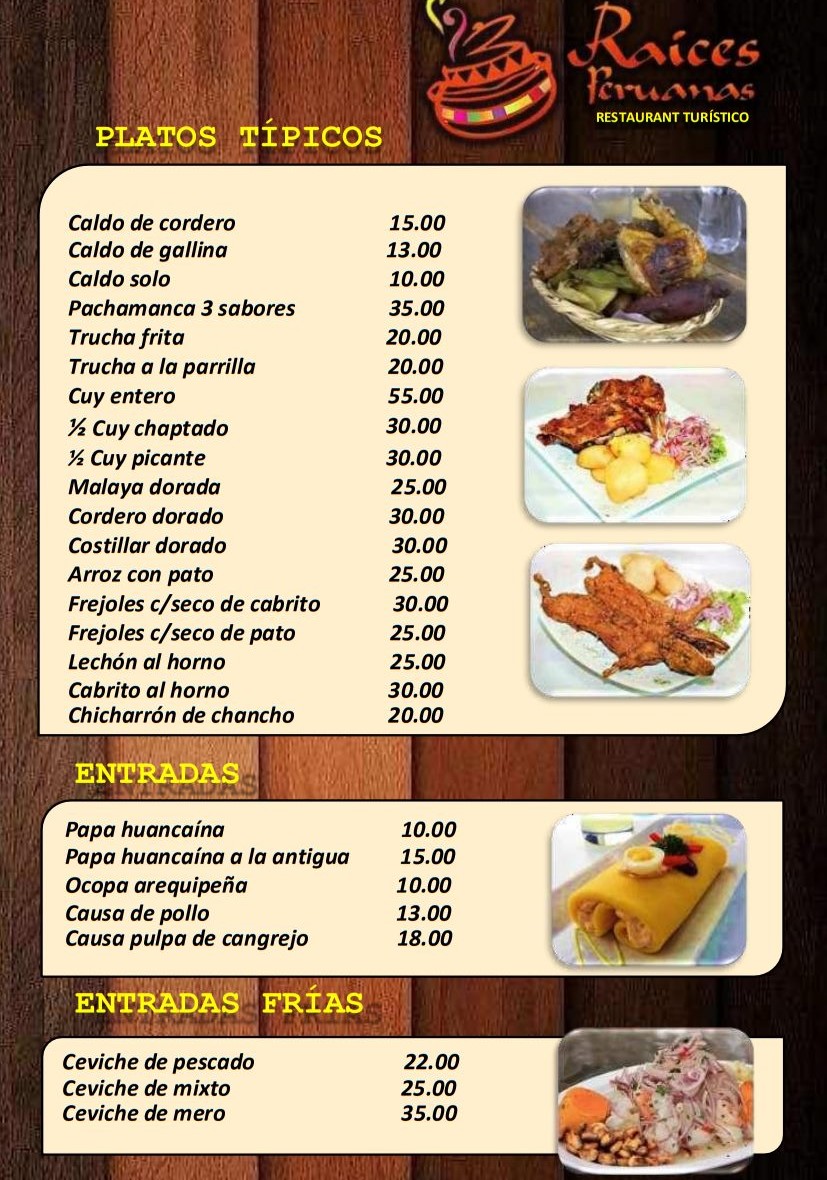 Raíces
Peruanas
RESTAURANT TURÍSTICO
PLATOS TÍPICOS
Caldo de cordero 15.00
Caldo de gallina 13.00
Caldo solo 10.00
Pachamanca 3 sabores 35.00
Trucha frita 20.00
Trucha a la parrilla 20.00
Cuy entero 55.00
½ Cuy chaptado 30.00
½ Cuy picante 30.00
Malaya dorada 25.00
Cordero dorado 30.00
Costillar dorado 30.00
Arroz con pato 25.00
Frejoles c/seco de cabrito 30.00
Frejoles c/seco de pato 25.00
Lechón al horno 25.00
Cabrito al horno 30.00
Chicharrón de chancho 20.00
ENTRADAS
Papa huancaína 10.00
Papa huancaína a la antigua 15.00
Ocopa arequipeña 10.00
Causa de pollo 13.00
Causa pulpa de cangrejo 18.00
ENTRADAS FRÍAS
Ceviche de pescado 22.00
Ceviche de mixto 25.00
Ceviche de mero 35.00